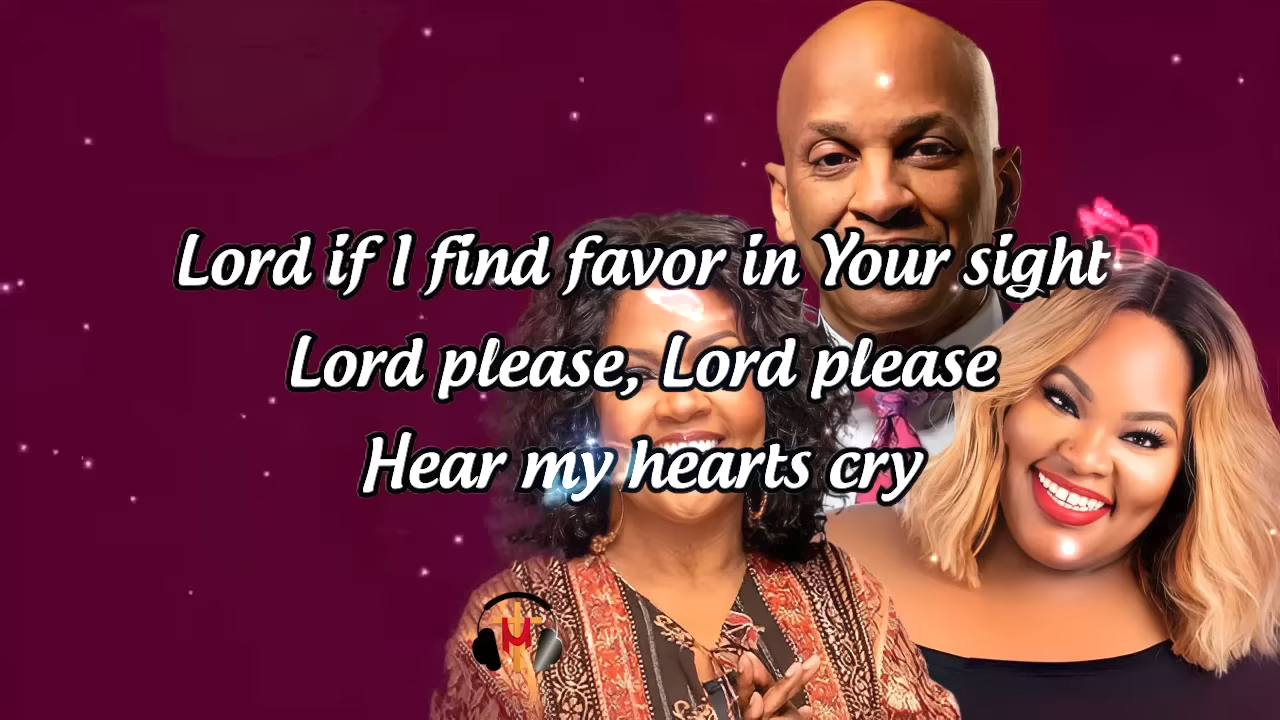 Lord if I find favor in Your sight
Lord please, Lord please
Hear my hearts cry